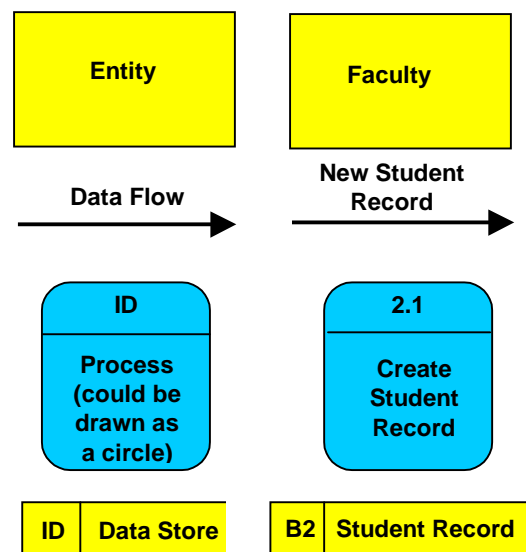 Entity
Faculty
Data Flow
New Student
Record
ID
Process
(could be
drawn as
a circle)
2.1
Create
Student
Record
ID Data Store
B2 Student Record